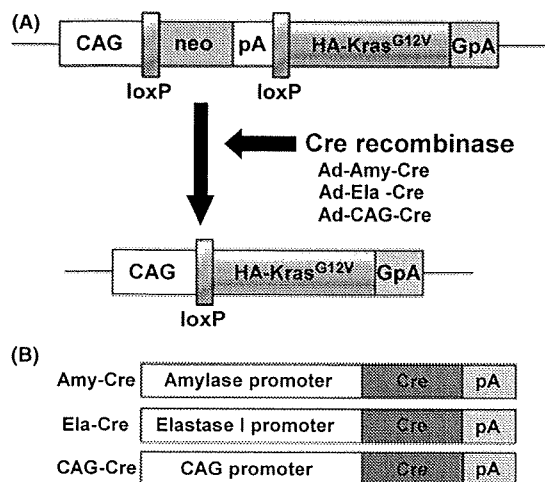 (A)
CAG neo pA HA-Kras^G12V GpA
loxP loxP
Cre recombinase
Ad-Amy-Cre
Ad-Ela -Cre
Ad-CAG-Cre
CAG HA-Kras^G12V GpA
loxP
(B)
Amy-Cre Amylase promoter Cre pA
Ela-Cre Elastase I promoter Cre pA
CAG-Cre CAG promoter Cre pA